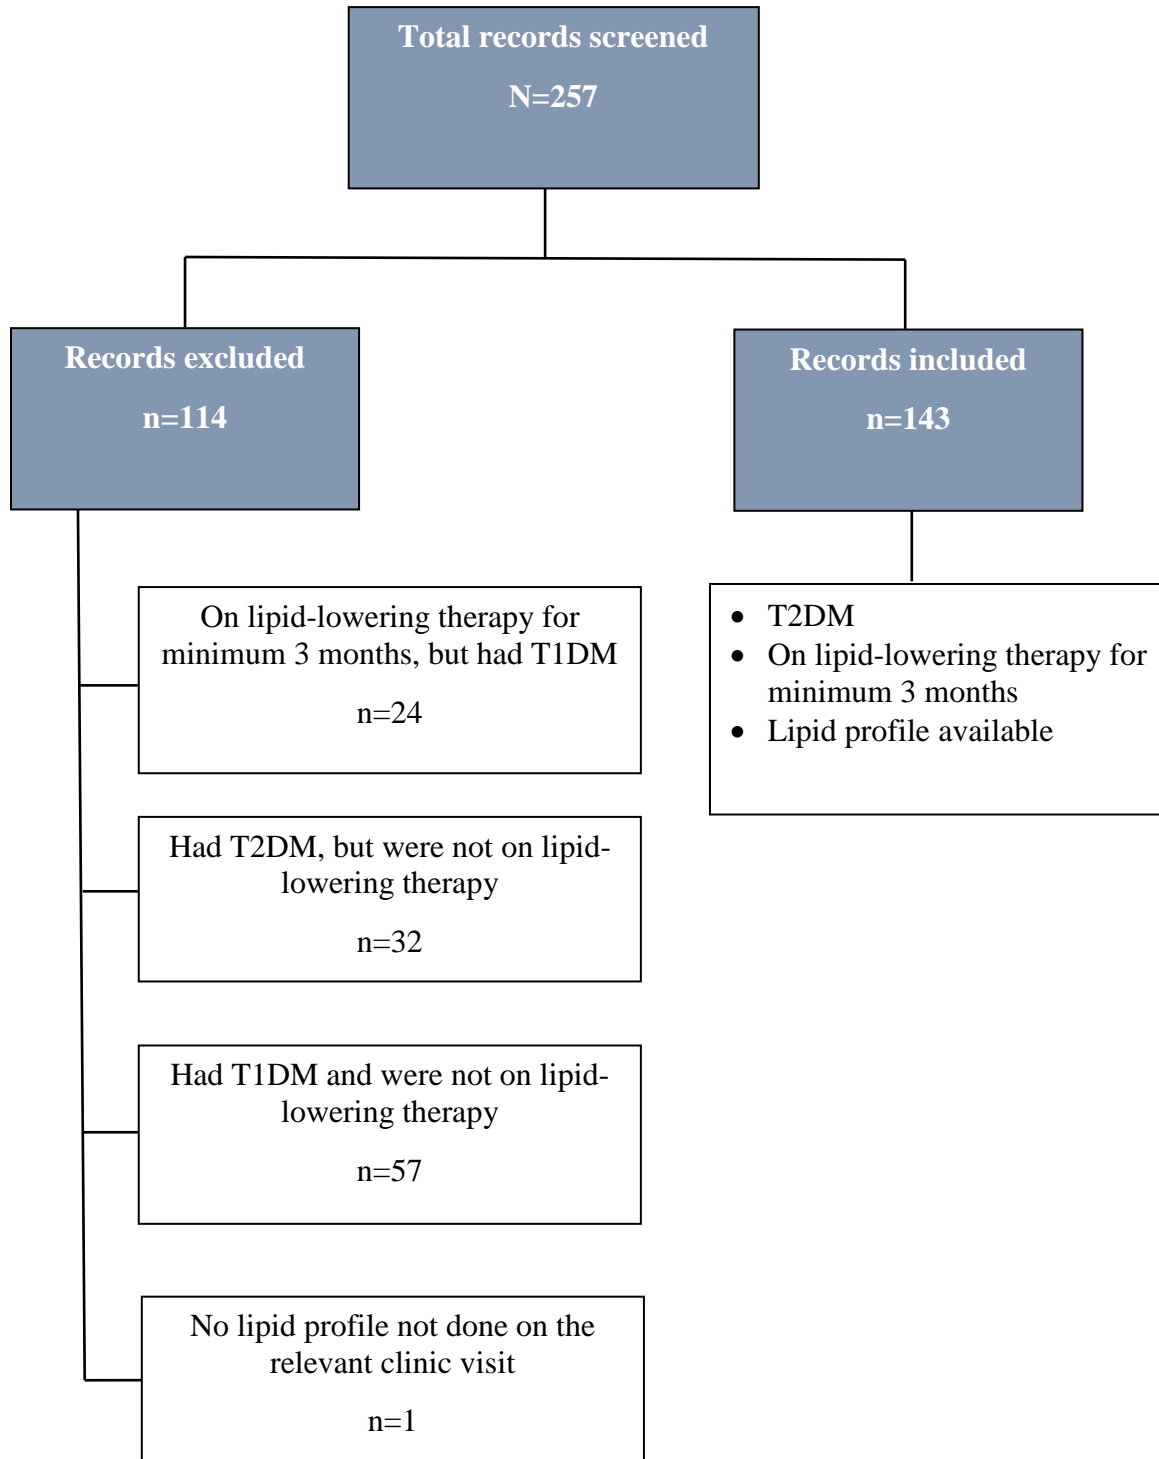 Total records screened
N=257
Records excluded
n=114
Records included
n=143
On lipid-lowering therapy for
minimum 3 months, but had T1DM
n=24
Had T2DM, but were not on lipid-
lowering therapy
n=32
Had T1DM and were not on lipid-
lowering therapy
n=57
No lipid profile not done on the
relevant clinic visit
n=1
• T2DM
• On lipid-lowering therapy for
minimum 3 months
• Lipid profile available